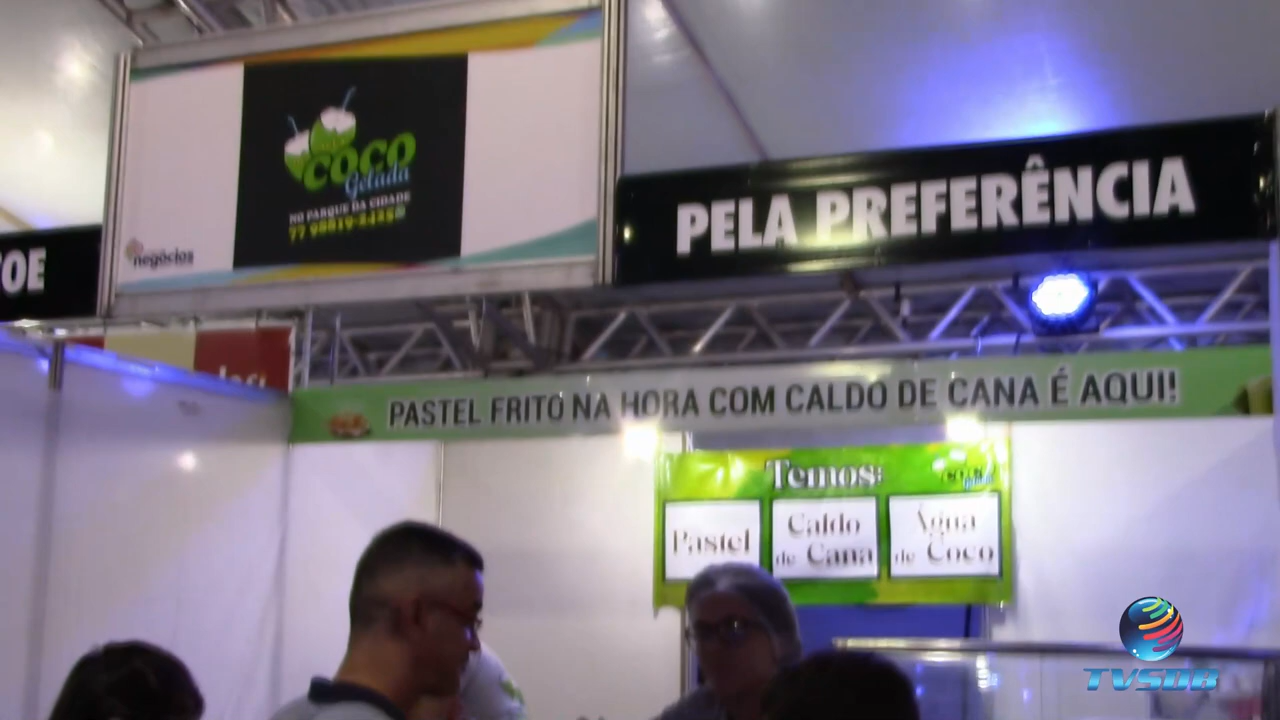 COCO
Gelada
NO PARQUE DA CIDADE
negócios
PELA PREFERÊNCIA
PASTEL FRITO NA HORA COM CALDO DE CANA É AQUI!
Temos:
Pastel
Caldo
de Cana
Água
de Coco
TVSDB